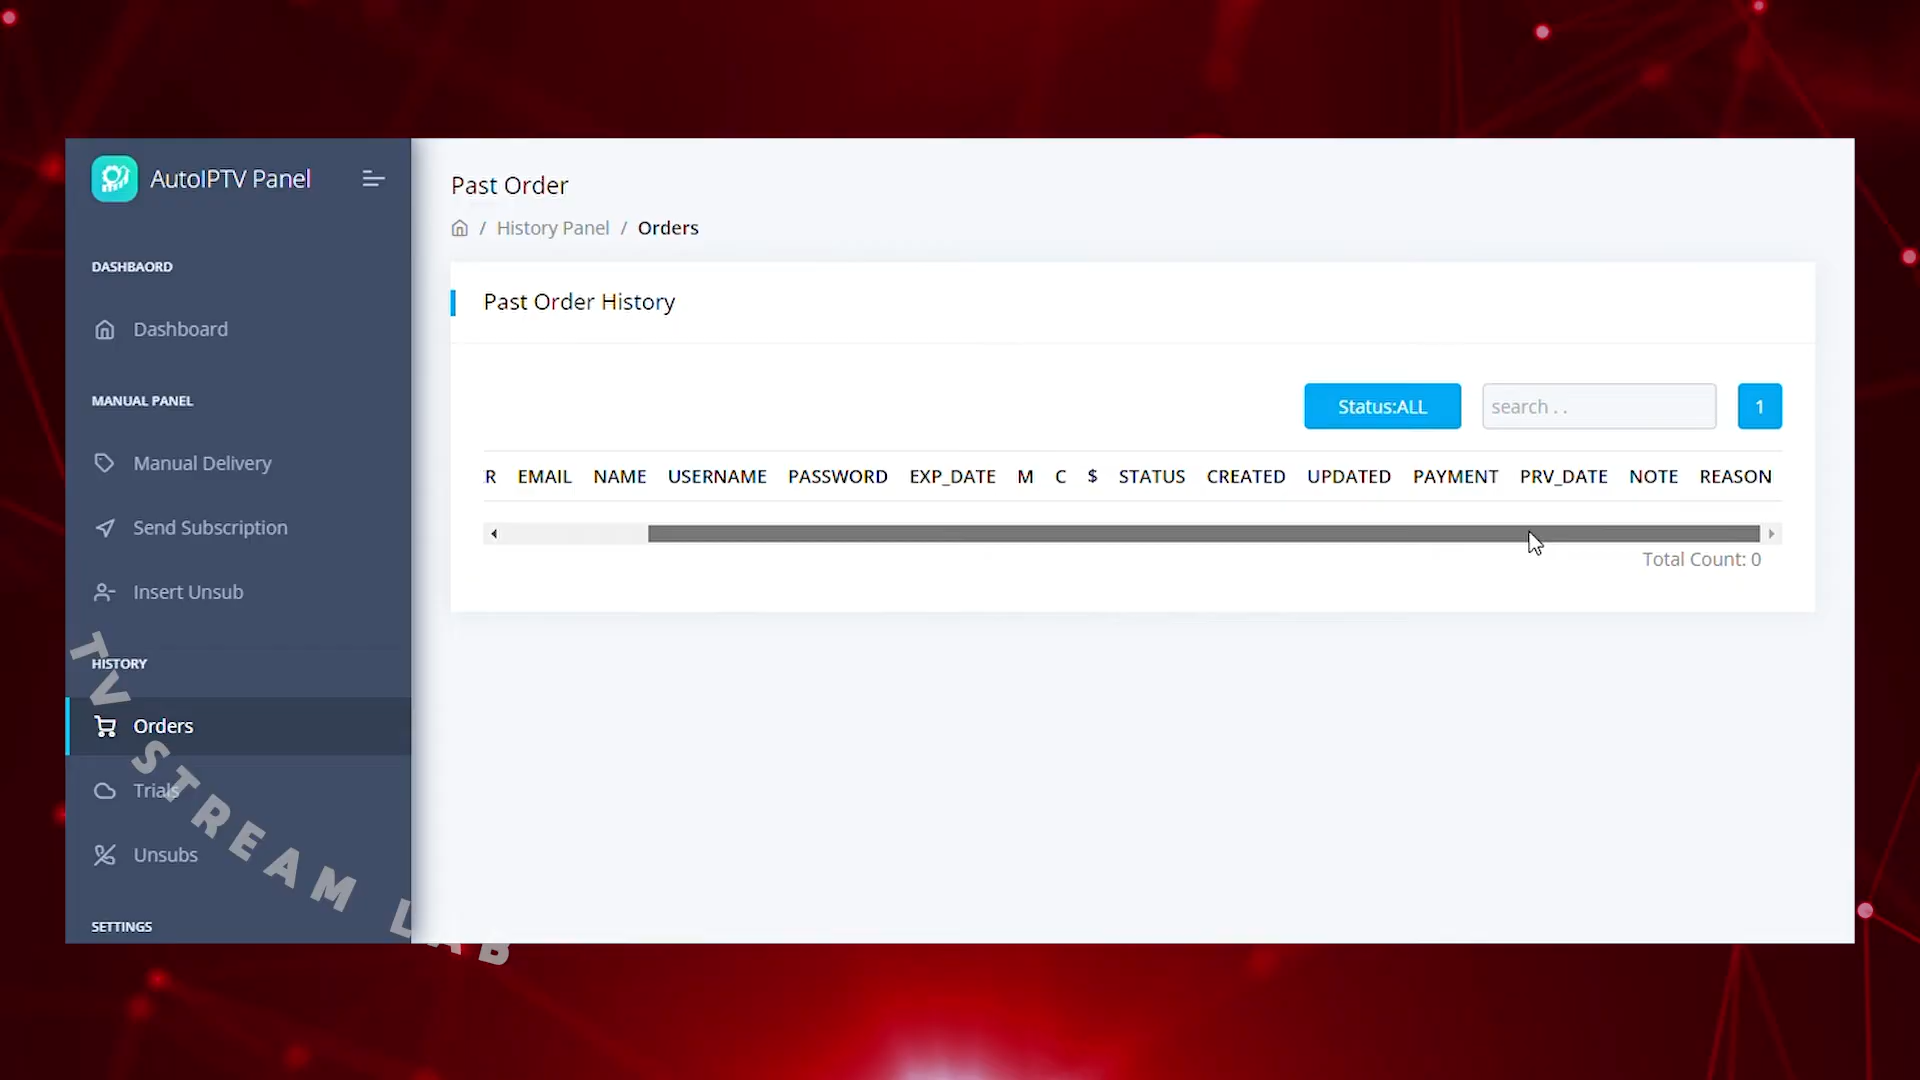 AutoIPTV Panel
DASHBAORD
Dashboard
MANUAL PANEL
Manual Delivery
Send Subscription
Insert Unsub
HISTORY
Orders
Trials
Unsubs
SETTINGS
TV STREAM LAB
Past Order
/ History Panel / Orders
Past Order History
Status:ALL search . . 1
R EMAIL NAME USERNAME PASSWORD EXP_DATE M C $ STATUS CREATED UPDATED PAYMENT PRV_DATE NOTE REASON
Total Count: 0